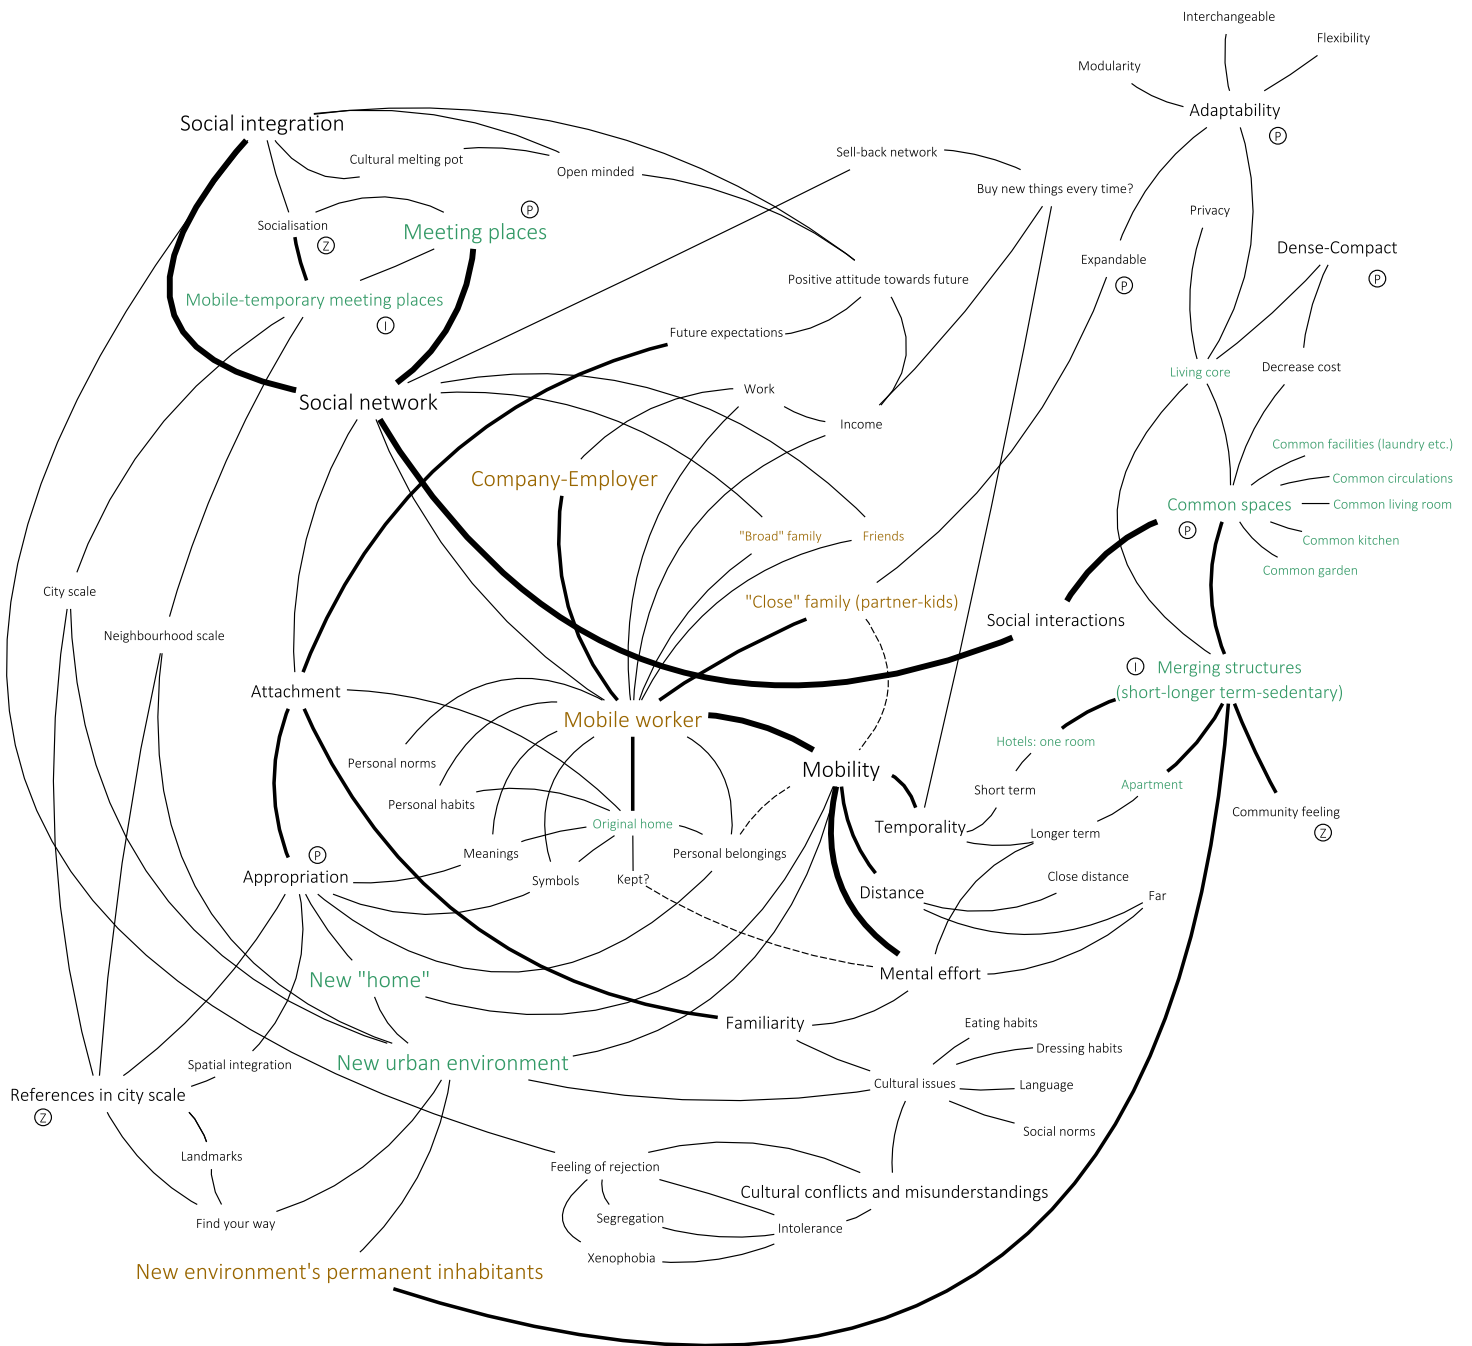 Interchangeable
Flexibility
Modularity
Adaptability
P
Social integration
Cultural melting pot
Open minded
Sell-back network
Buy new things every time?
Privacy
Socialisation
Z
P
Meeting places
Dense-Compact
P
Expandable
P
Positive attitude towards future
Mobile-temporary meeting places
I
Future expectations
Living core
Decrease cost
Social network
Work
Income
Common facilities (laundry etc.)
Company-Employer
Common circulations
Common spaces
P
Common living room
"Broad" family
Friends
Common kitchen
Common garden
City scale
"Close" family (partner-kids)
Social interactions
Neighbourhood scale
I
Merging structures
(short-longer term-sedentary)
Attachment
Mobile worker
Hotels: one room
Personal norms
Mobility
Apartment
Short term
Personal habits
Community feeling
Z
Original home
Temporality
Longer term
P
Appropriation
Meanings
Symbols
Kept?
Personal belongings
Close distance
Distance
Far
New "home"
Mental effort
Familiarity
Eating habits
Dressing habits
Spatial integration
New urban environment
Cultural issues
Language
References in city scale
Z
Social norms
Landmarks
Feeling of rejection
Cultural conflicts and misunderstandings
Find your way
Segregation
Intolerance
Xenophobia
New environment's permanent inhabitants